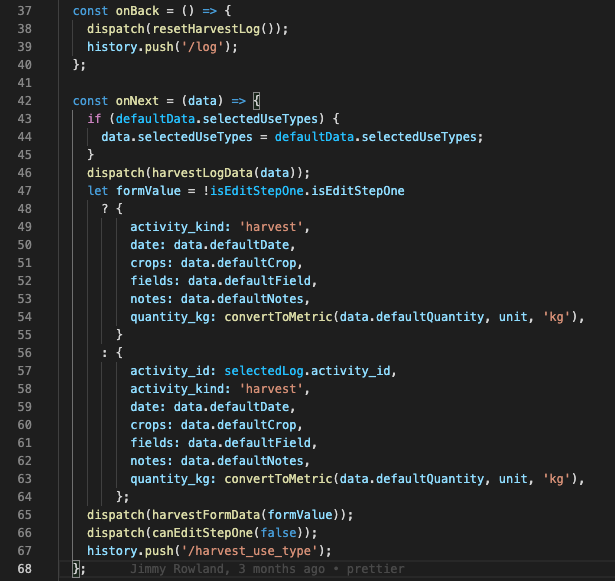 37 const onBack = () => {
38 dispatch(resetHarvestLog());
39 history.push('/log');
40 };
41
42 const onNext = (data) => {
43 if (defaultData.selectedUseTypes) {
44 data.selectedUseTypes = defaultData.selectedUseTypes;
45 }
46 dispatch(harvestLogData(data));
47 let formValue = !isEditStepOne.isEditStepOne
48 ? {
49 activity_kind: 'harvest',
50 date: data.defaultDate,
51 crops: data.defaultCrop,
52 fields: data.defaultField,
53 notes: data.defaultNotes,
54 quantity_kg: convertToMetric(data.defaultQuantity, unit, 'kg'),
55 }
56 : {
57 activity_id: selectedLog.activity_id,
58 activity_kind: 'harvest',
59 date: data.defaultDate,
60 crops: data.defaultCrop,
61 fields: data.defaultField,
62 notes: data.defaultNotes,
63 quantity_kg: convertToMetric(data.defaultQuantity, unit, 'kg'),
64 };
65 dispatch(harvestFormData(formValue));
66 dispatch(canEditStepOne(false));
67 history.push('/harvest_use_type');
68 }; Jimmy Rowland, 3 months ago • prettier